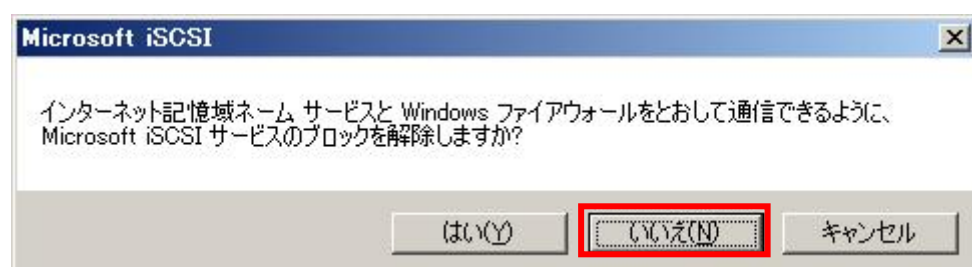 Microsoft iSCSI
インターネット記憶域ネーム サービスと Windows ファイアウォールをとおして通信できるように、
Microsoft iSCSI サービスのブロックを解除しますか?
はい(Y) いいえ(N) キャンセル